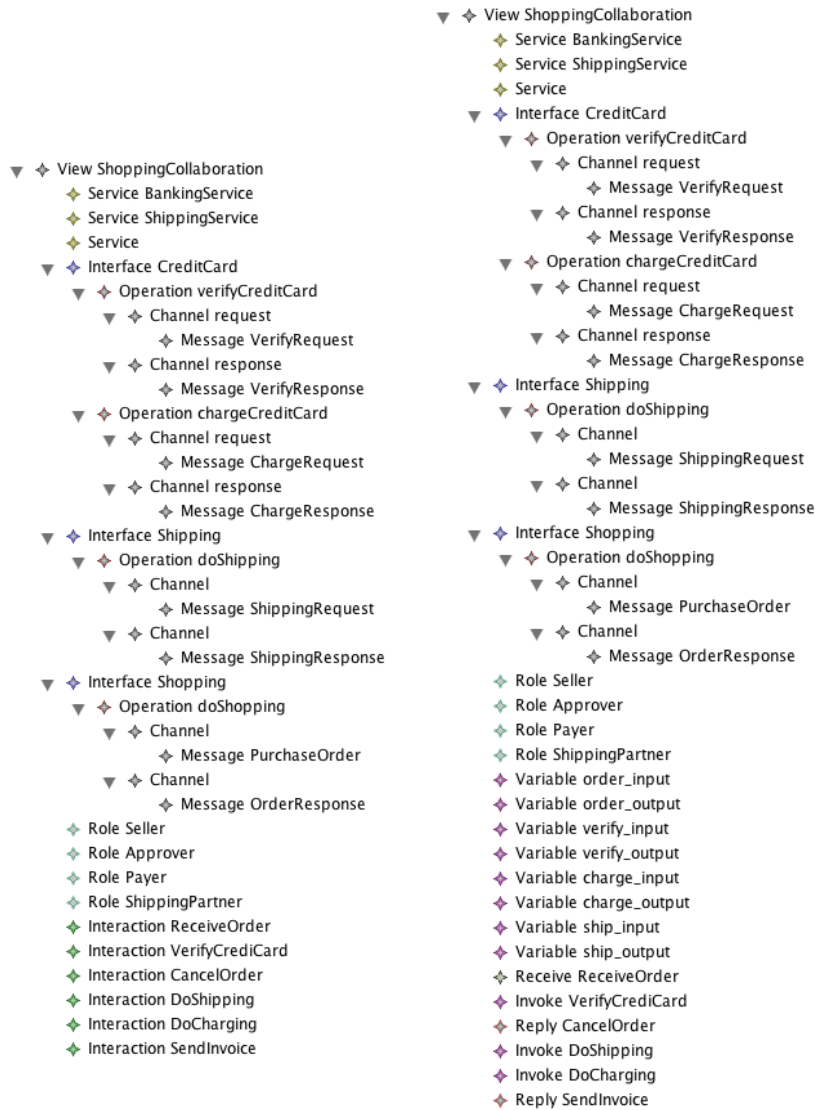 View ShoppingCollaboration
Service BankingService
Service ShippingService
Service
Interface CreditCard
Operation verifyCreditCard
Channel request
Message VerifyRequest
Channel response
Message VerifyResponse
Operation chargeCreditCard
Channel request
Message ChargeRequest
Channel response
Message ChargeResponse
Interface Shipping
Operation doShipping
Channel
Message ShippingRequest
Channel
Message ShippingResponse
Interface Shopping
Operation doShopping
Channel
Message PurchaseOrder
Channel
Message OrderResponse
Role Seller
Role Approver
Role Payer
Role ShippingPartner
Interaction ReceiveOrder
Interaction VerifyCrediCard
Interaction CancelOrder
Interaction DoShipping
Interaction DoCharging
Interaction SendInvoice
View ShoppingCollaboration
Service BankingService
Service ShippingService
Service
Interface CreditCard
Operation verifyCreditCard
Channel request
Message VerifyRequest
Channel response
Message VerifyResponse
Operation chargeCreditCard
Channel request
Message ChargeRequest
Channel response
Message ChargeResponse
Interface Shipping
Operation doShipping
Channel
Message ShippingRequest
Channel
Message ShippingResponse
Interface Shopping
Operation doShopping
Channel
Message PurchaseOrder
Channel
Message OrderResponse
Role Seller
Role Approver
Role Payer
Role ShippingPartner
Variable order_input
Variable order_output
Variable verify_input
Variable verify_output
Variable charge_input
Variable charge_output
Variable ship_input
Variable ship_output
Receive ReceiveOrder
Invoke VerifyCrediCard
Reply CancelOrder
Invoke DoShipping
Invoke DoCharging
Reply SendInvoice